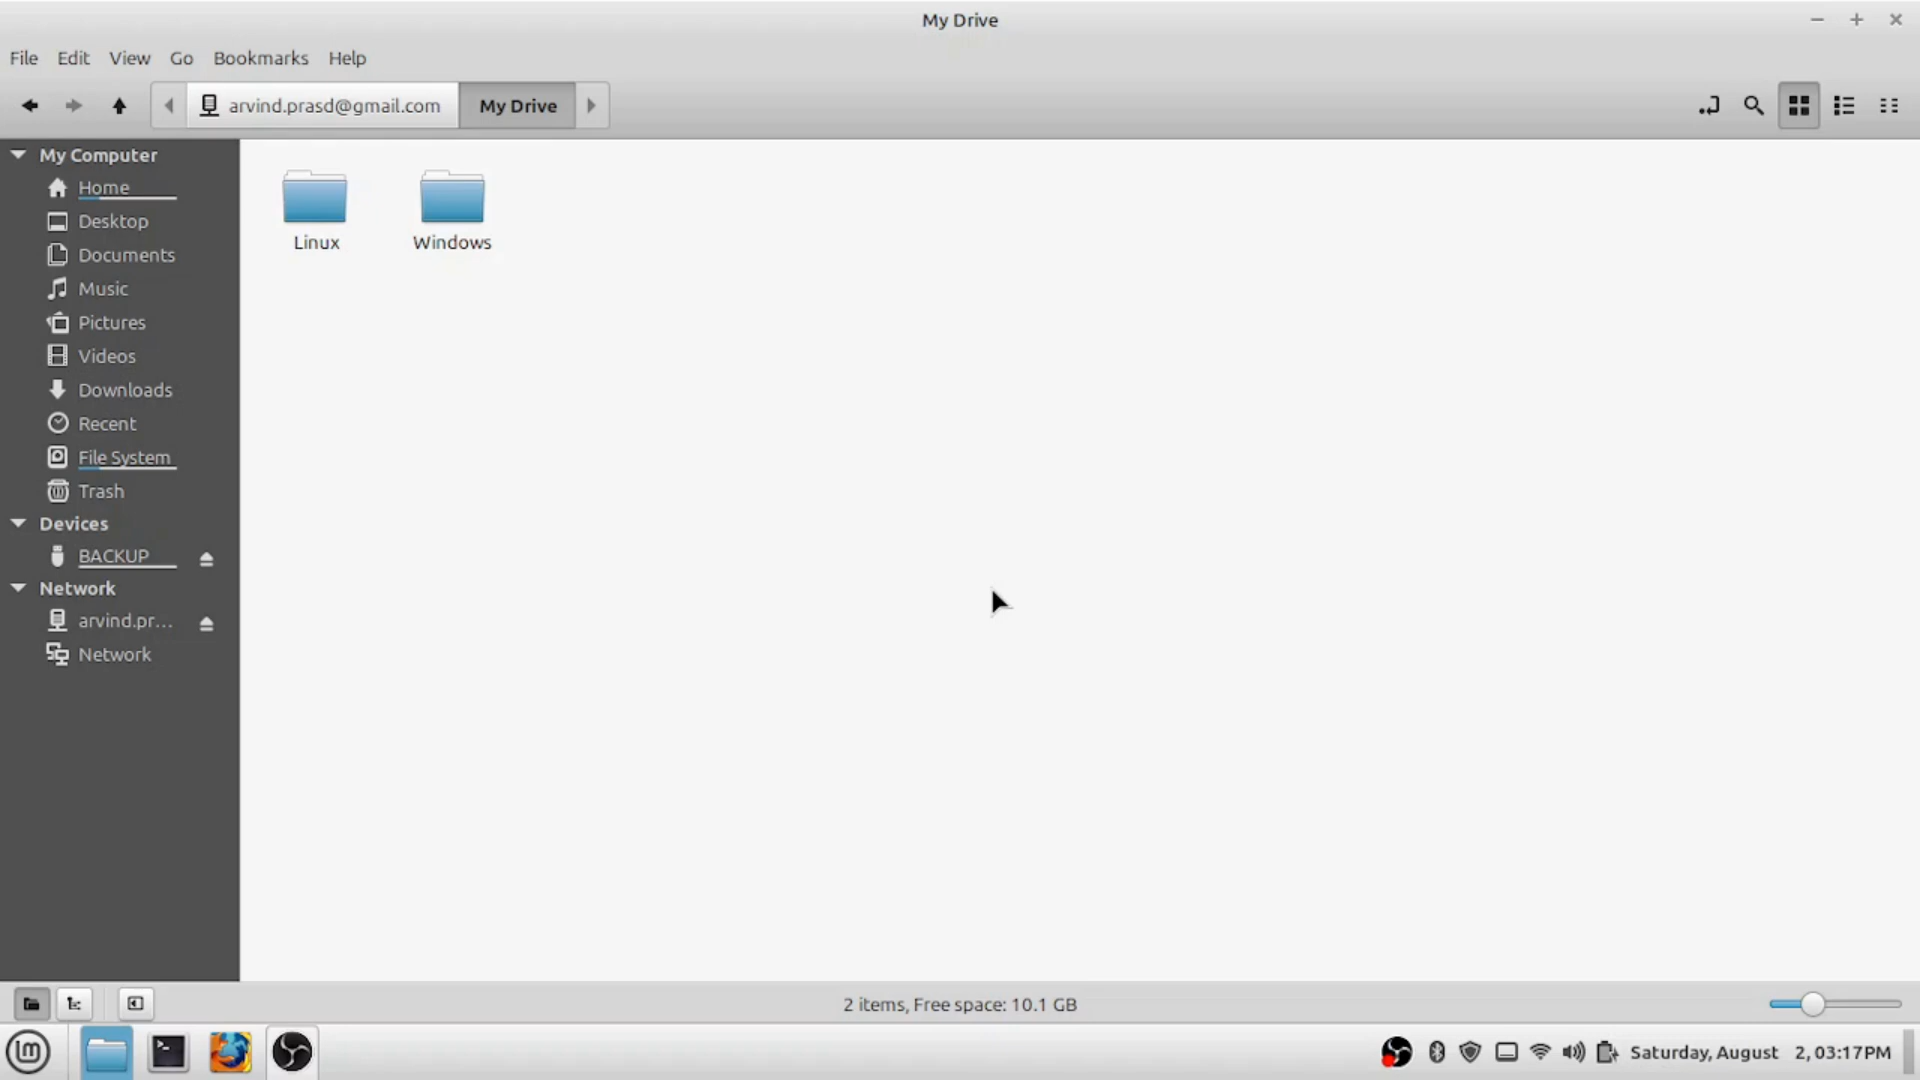 My Drive
File Edit View Go Bookmarks Help
arvind.prasd@gmail.com My Drive
My Computer
Home
Desktop
Documents
Music
Pictures
Videos
Downloads
Recent
File System
Trash
Devices
BACKUP
Network
arvind.pr...
Network
Linux
Windows
2 items, Free space: 10.1 GB
Saturday, August 2, 03:17PM